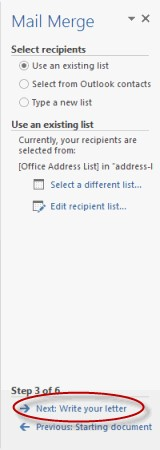 Mail Merge
Select recipients
Use an existing list
Select from Outlook contacts
Type a new list
Use an existing list
Currently, your recipients are
selected from:
[Office Address List] in "address-l
Select a different list...
Edit recipient list...
Step 3 of 6
Next: Write your letter
Previous: Starting document